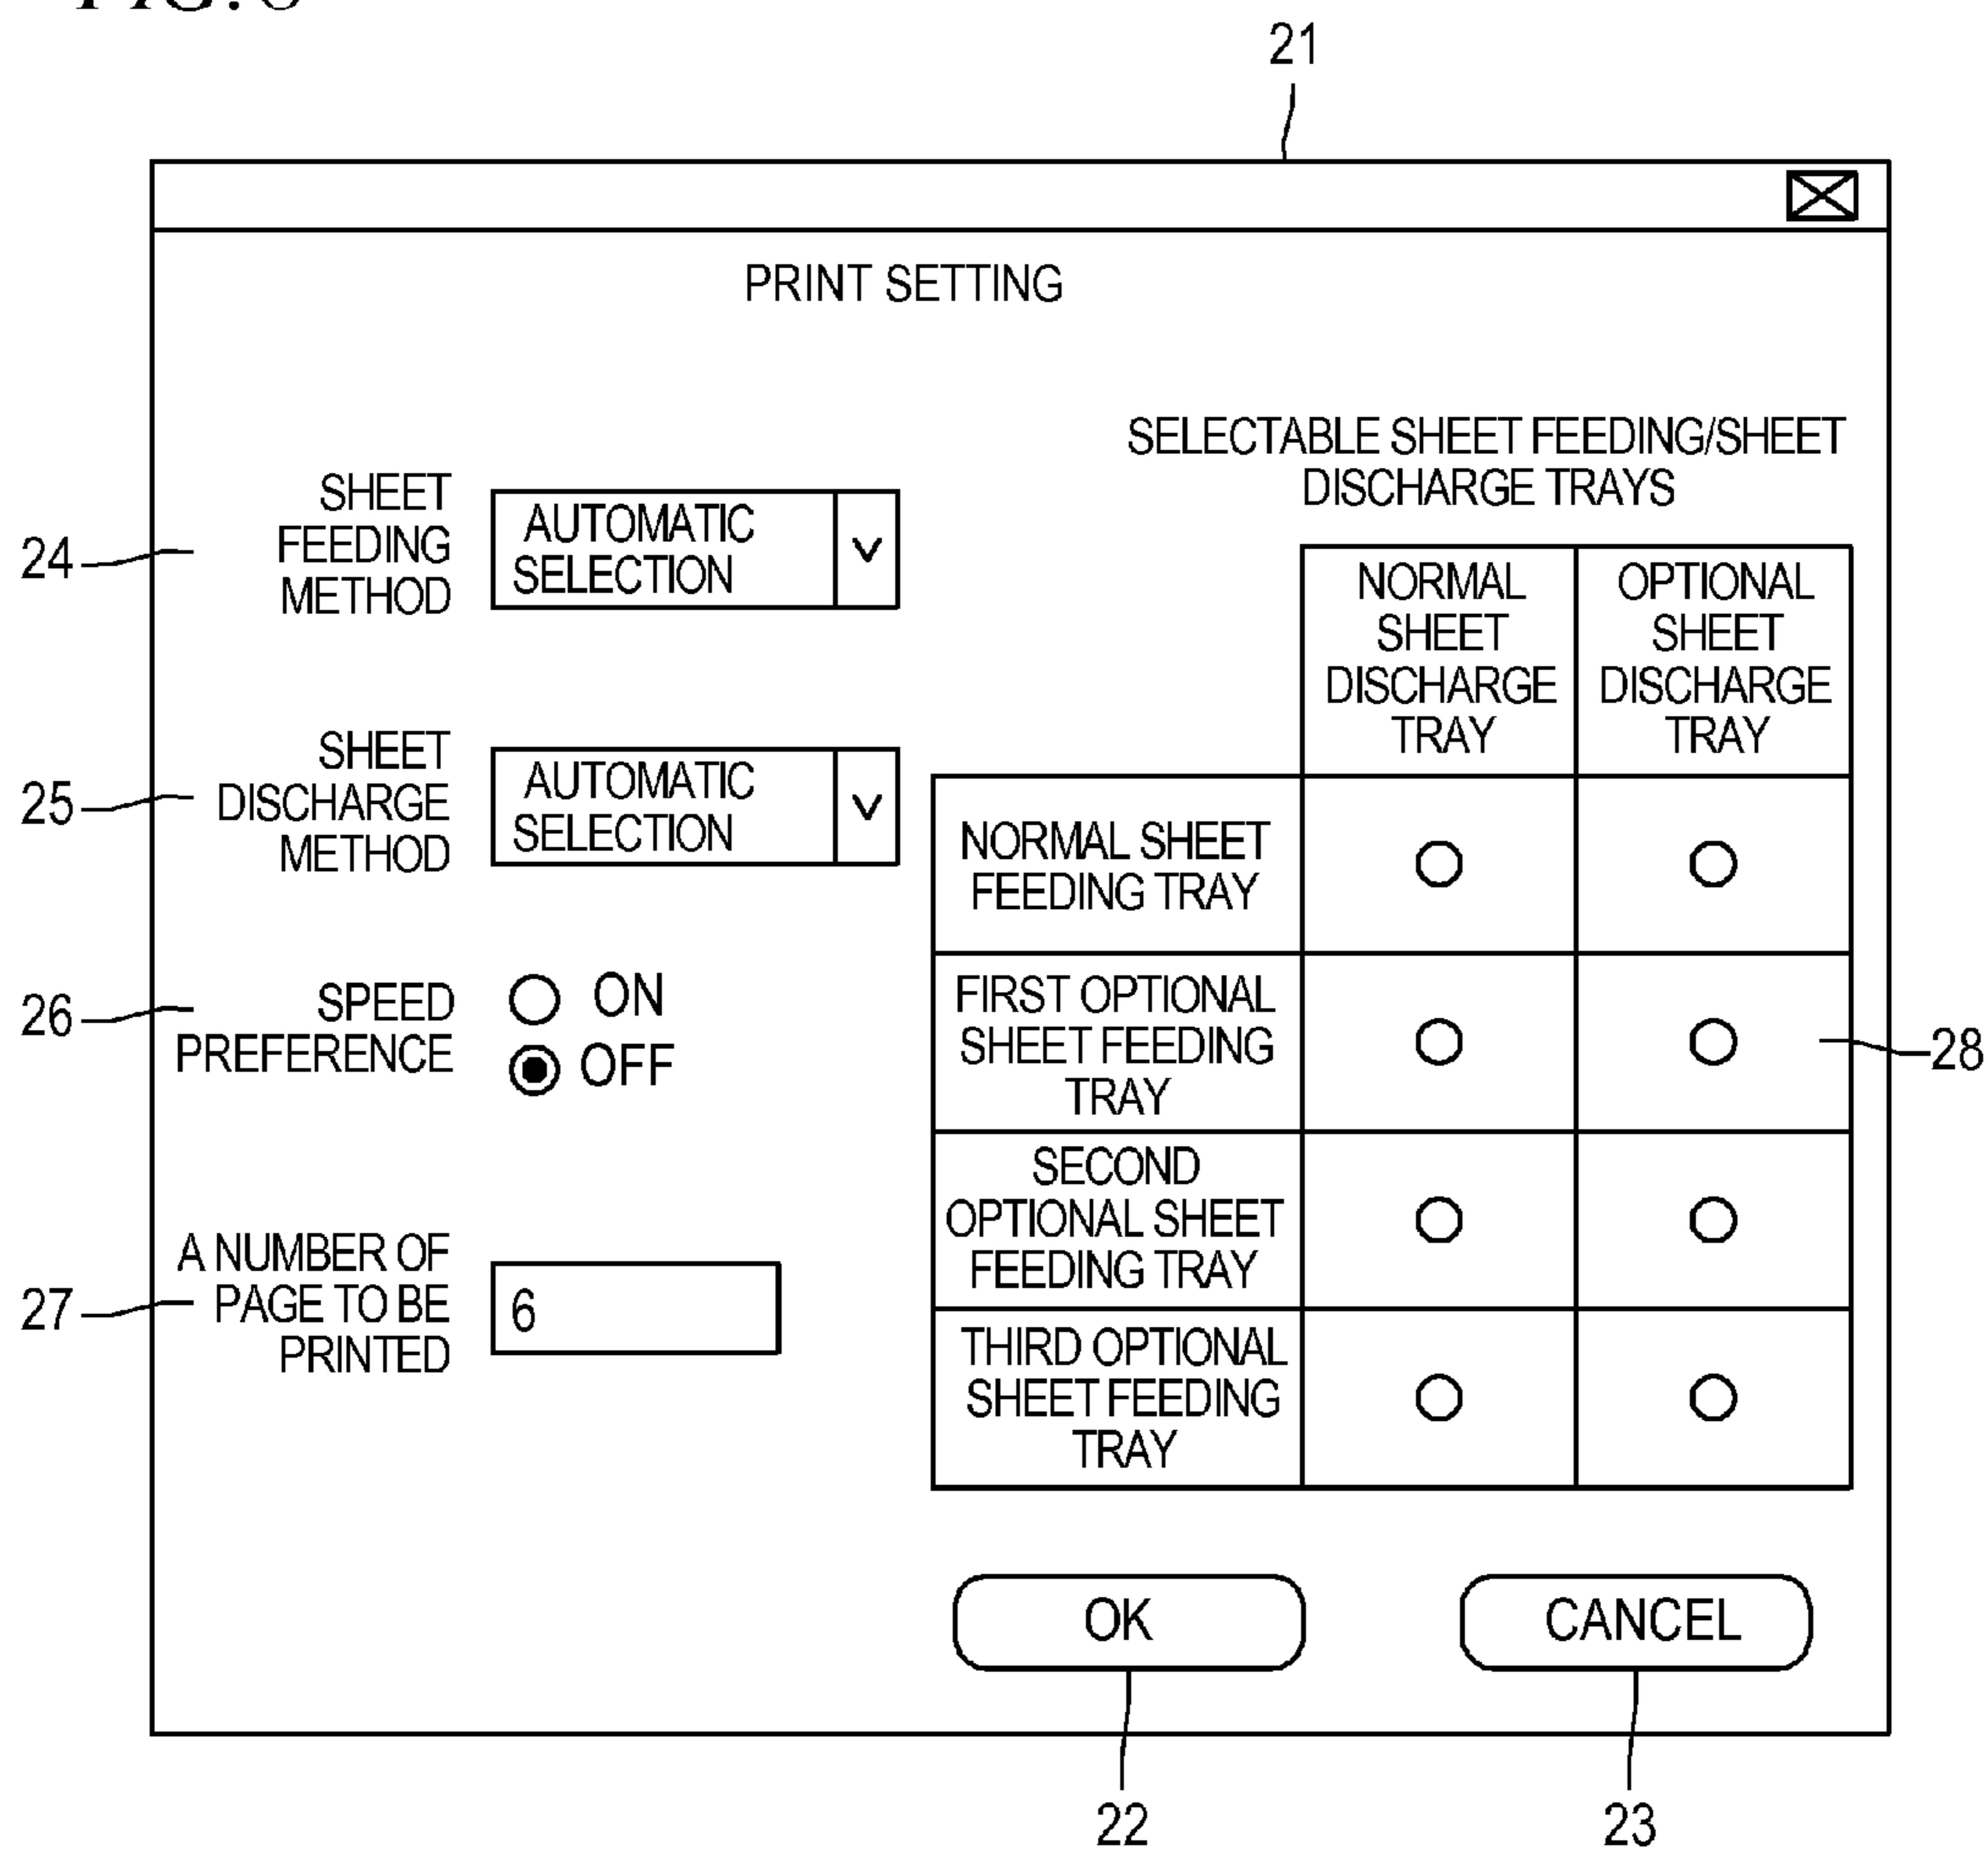 21
PRINT SETTING
24
SHEET
FEEDING
METHOD
AUTOMATIC
SELECTION
25
SHEET
DISCHARGE
METHOD
AUTOMATIC
SELECTION
26
SPEED
PREFERENCE
ON
OFF
27
A NUMBER OF
PAGE TO BE
PRINTED
6
SELECTABLE SHEET FEEDING/SHEET
DISCHARGE TRAYS
NORMAL
SHEET
DISCHARGE
TRAY
OPTIONAL
SHEET
DISCHARGE
TRAY
NORMAL SHEET
FEEDING TRAY
FIRST OPTIONAL
SHEET FEEDING
TRAY
28
SECOND
OPTIONAL SHEET
FEEDING TRAY
THIRD OPTIONAL
SHEET FEEDING
TRAY
OK
CANCEL
22
23